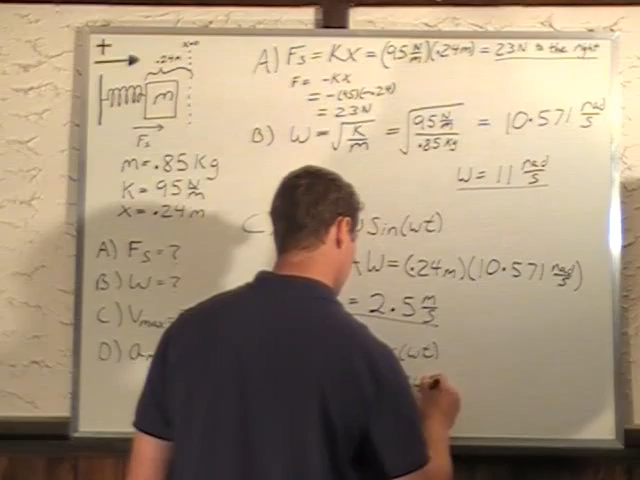 +
.24m
x=0
m
Fs
m = .85 Kg
K = 95 N/m
x = .24 m
A) Fs = ?
B) W = ?
C) Vmax =
D) a
A) Fs = KX = (95 N/m)(.24m) = 23N to the right
F = -KX
= -(95)(-.24)
= 23N
B) W = √(K/m) = √(95 N/m / .85 Kg) = 10.571 rad/s
W = 11 rad/s
C Sin(wt)
W = (.24m)(10.571 rad/s)
= 2.5 m/s
(wt)